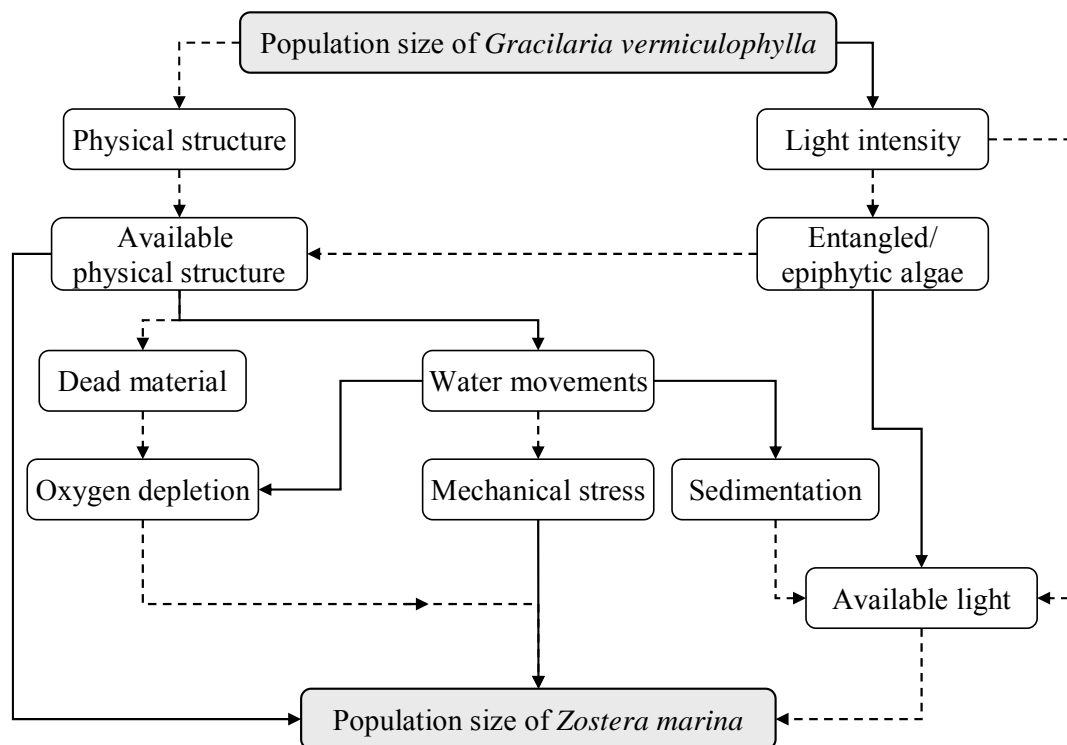 Population size of Gracilaria vermiculophylla
Physical structure
Light intensity
Available
physical structure
Entangled/
epiphytic algae
Dead material
Water movements
Oxygen depletion
Mechanical stress
Sedimentation
Available light
Population size of Zostera marina